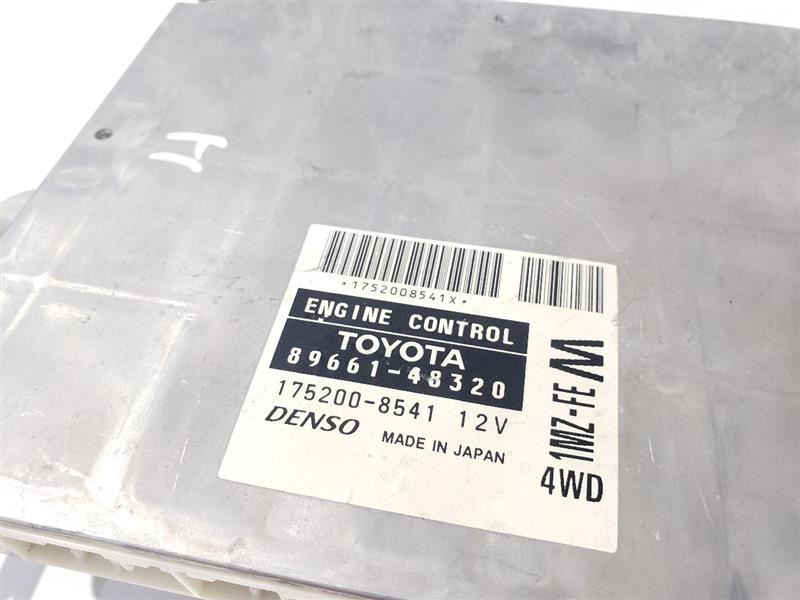 *1752008541X*
ENGINE CONTROL
TOYOTA
89661-48320
175200-8541 12V
DENSO MADE IN JAPAN
1MZ-FE M
4WD